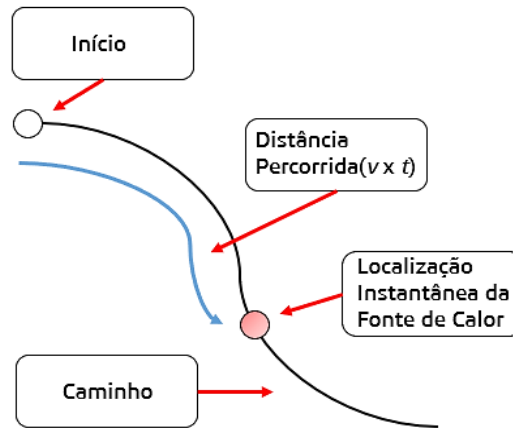 Início
Distância
Percorrida(v x t)
Localização
Instantânea da
Fonte de Calor
Caminho